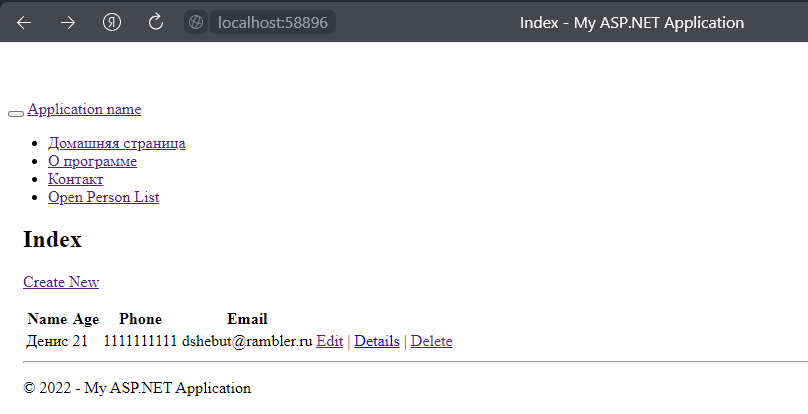 localhost:58896
Index - My ASP.NET Application
Application name
Домашняя страница
О программе
Контакт
Open Person List
Index
Create New
Name Age Phone Email
Денис 21 1111111111 dshebut@rambler.ru Edit | Details | Delete
© 2022 - My ASP.NET Application